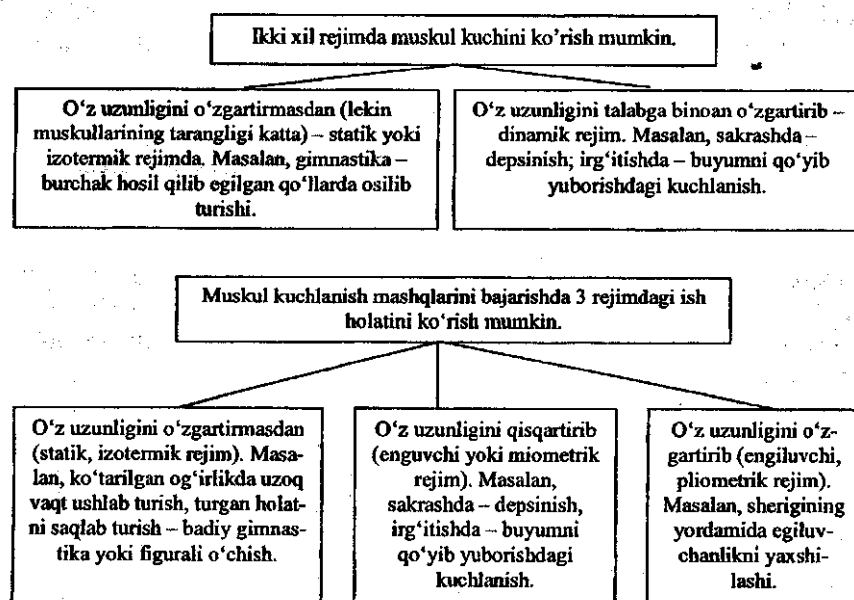 Ikki xil rejimda muskul kuchini ko’rish mumkin.
O‘z uzunligini o‘zgartirmasdan (lekin
muskullarining tarangligi katta) – statik yoki
izotermik rejimda. Masalan, gimnastika –
burchak hosil qilib egilgan qo‘llarda osilib
turishi.
O‘z uzunligini talabga binoan o‘zgartirib –
dinamik rejim. Masalan, sakrashda –
depsinish; irg‘itishda – buyumni qo‘yib
yuborishdagi kuchlanish.
Muskul kuchlanish mashqlarini bajarishda 3 rejimdagi ish
holatini ko‘rish mumkin.
O‘z uzunligini o‘zgartirmasdan
(statik, izotermik rejim). Masa-
lan, ko‘tarilgan og‘irlikda uzoq
vaqt ushlab turish, turgan holat-
ni saqlab turish – badiy gimnas-
tika yoki figurali o‘chish.
O‘z uzunligini qisqartirib
(enguvchi yoki miometrik
rejim). Masalan,
sakrashda – depsinish,
irg‘itishda – buyumni
qo‘yib yuborishdagi
kuchlanish.
O‘z uzunligini o‘z-
gartirib (engiluvchi,
pliometrik rejim).
Masalan, sherigining
yordamida egiluv-
chanlikni yaxshi-
lashi.